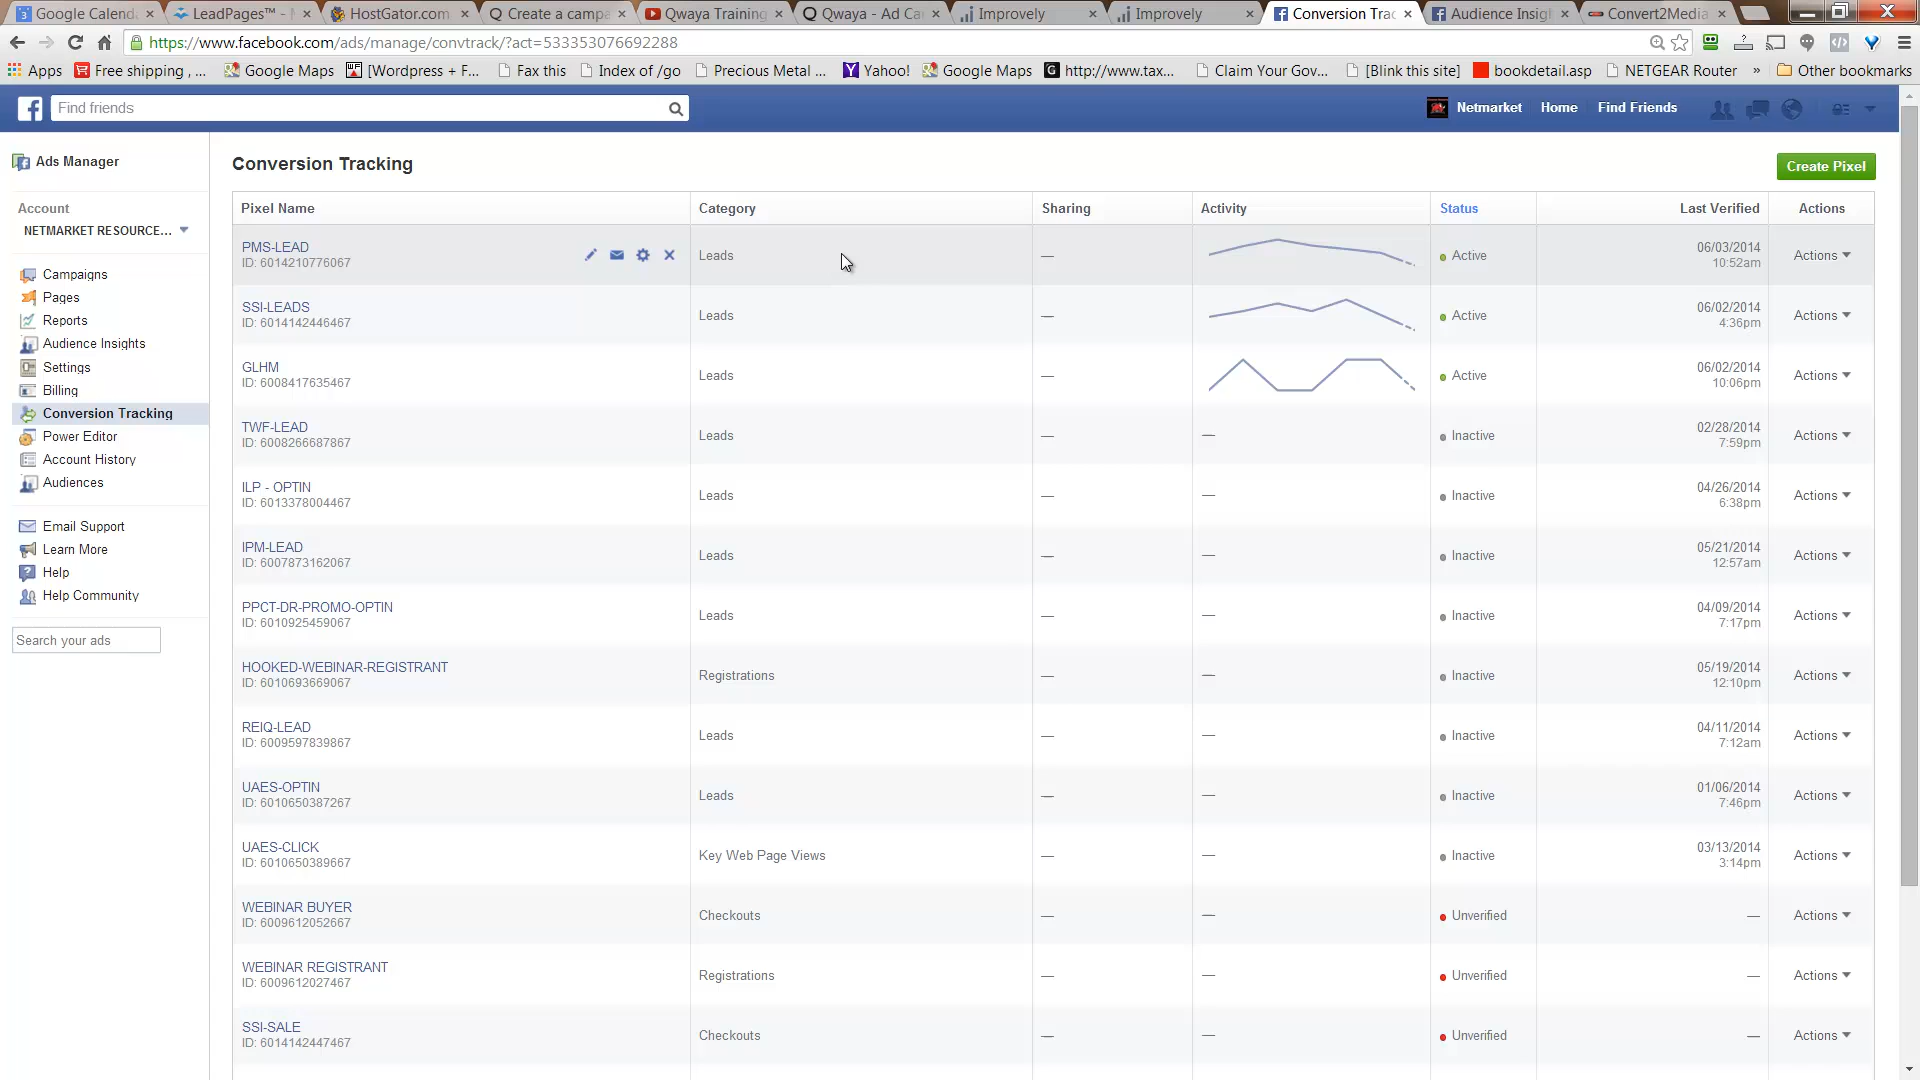 Google Calend
LeadPages™ - M
HostGator.com
Create a campa
Qwaya Training
Qwaya - Ad Ca
Improvely
Improvely
Conversion Trac
Audience Insigh
Convert2Media
https://www.facebook.com/ads/manage/convtrack/?act=533353076692288
Apps
Free shipping , ...
Google Maps
[Wordpress + F...
Fax this
Index of /go
Precious Metal ...
Yahoo!
Google Maps
http://www.tax...
Claim Your Gov...
[Blink this site]
bookdetail.asp
NETGEAR Router
»
Other bookmarks
Find friends
Netmarket
Home
Find Friends
Ads Manager
Account
NETMARKET RESOURCE...
Campaigns
Pages
Reports
Audience Insights
Settings
Billing
Conversion Tracking
Power Editor
Account History
Audiences
Email Support
Learn More
Help
Help Community
Search your ads
Conversion Tracking
Create Pixel
Pixel Name Category Sharing Activity Status Last Verified Actions
PMS-LEAD
ID: 6014210776067
Leads — Active
06/03/2014
10:52am
Actions
SSI-LEADS
ID: 6014142446467
Leads — Active
06/02/2014
4:36pm
Actions
GLHM
ID: 6008417635467
Leads — Active
06/02/2014
10:06pm
Actions
TWF-LEAD
ID: 6008266687867
Leads — — Inactive
02/28/2014
7:59pm
Actions
ILP - OPTIN
ID: 6013378004467
Leads — — Inactive
04/26/2014
6:38pm
Actions
IPM-LEAD
ID: 6007873162067
Leads — — Inactive
05/21/2014
12:57am
Actions
PPCT-DR-PROMO-OPTIN
ID: 6010925459067
Leads — — Inactive
04/09/2014
7:17pm
Actions
HOOKED-WEBINAR-REGISTRANT
ID: 6010693669067
Registrations — — Inactive
05/19/2014
12:10pm
Actions
REIQ-LEAD
ID: 6009597839867
Leads — — Inactive
04/11/2014
7:12am
Actions
UAES-OPTIN
ID: 6010650387267
Leads — — Inactive
01/06/2014
7:46pm
Actions
UAES-CLICK
ID: 6010650389667
Key Web Page Views — — Inactive
03/13/2014
3:14pm
Actions
WEBINAR BUYER
ID: 6009612052667
Checkouts — — Unverified — Actions
WEBINAR REGISTRANT
ID: 6009612027467
Registrations — — Unverified — Actions
SSI-SALE
ID: 6014142447467
Checkouts — — Unverified — Actions